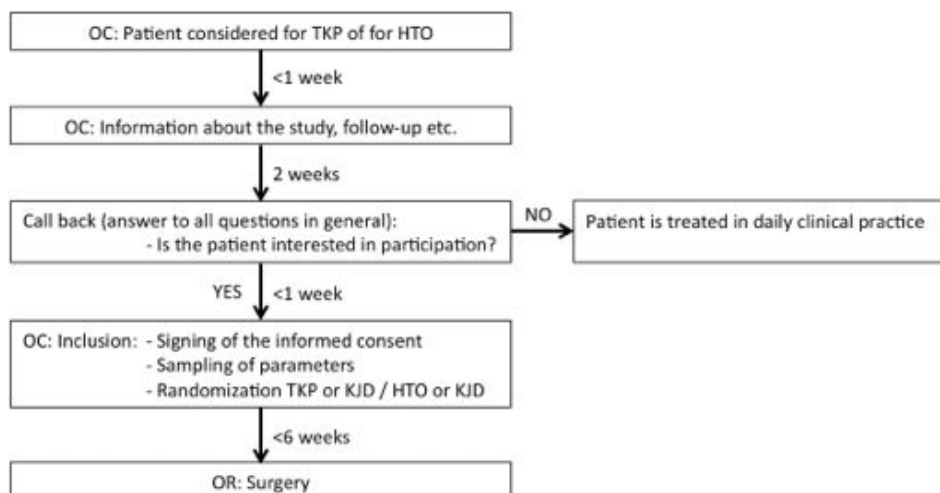 OC: Patient considered for TKP of for HTO
<1 week
OC: Information about the study, follow-up etc.
2 weeks
Call back (answer to all questions in general):
- Is the patient interested in participation?
NO
Patient is treated in daily clinical practice
YES
<1 week
OC: Inclusion: - Signing of the informed consent
- Sampling of parameters
- Randomization TKP or KJD / HTO or KJD
<6 weeks
OR: Surgery